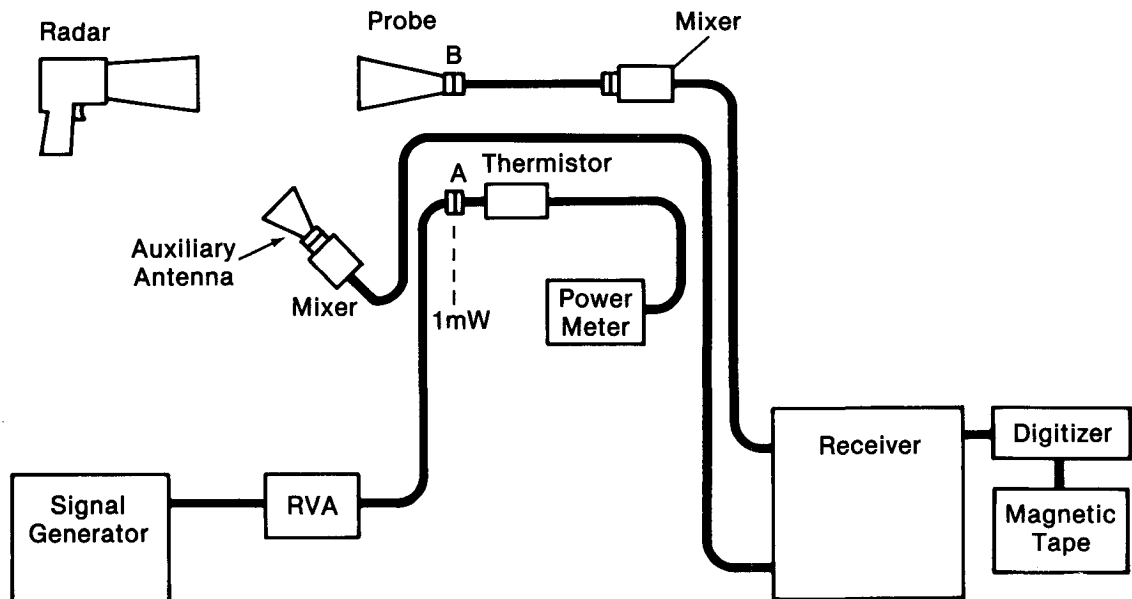 Radar
Probe
Mixer
B
A
Thermistor
Auxiliary
Antenna
Mixer
1mW
Power
Meter
Signal
Generator
RVA
Receiver
Digitizer
Magnetic
Tape